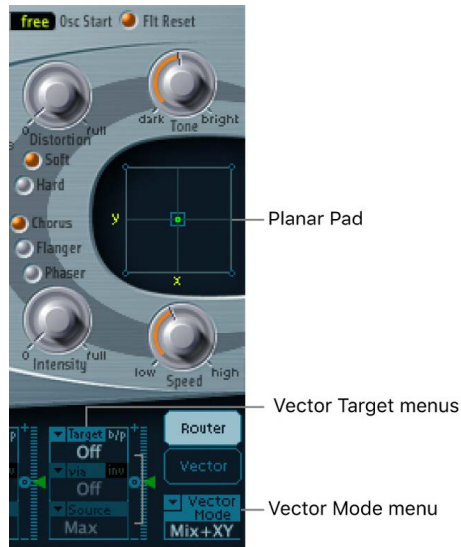 free Osc Start Flt Reset
0 full
Distortion
dark bright
Tone
Soft
Hard
Planar Pad
y
x
Chorus
Flanger
Phaser
0 full
Intensity
low high
Speed
Vector Target menus
Target b/p
Off
via inv
Off
Source
Max
Router
Vector
Vector Mode menu
Vector
Mode
Mix+XY